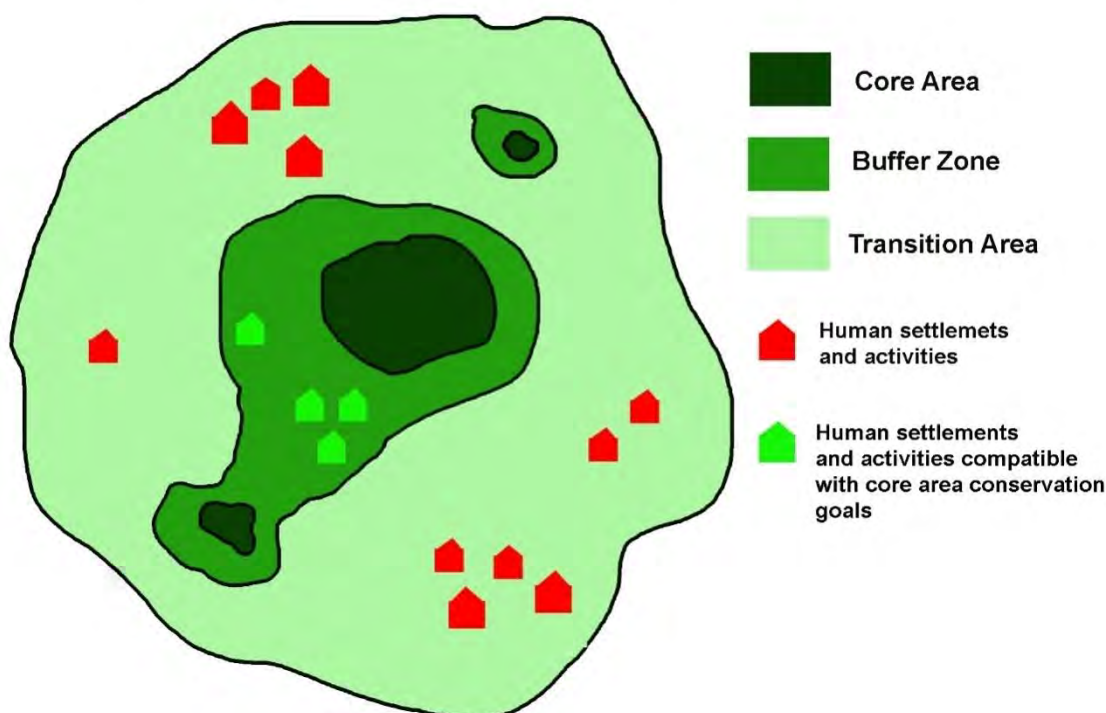 Core Area
Buffer Zone
Transition Area
Human settlemets
and activities
Human settlements
and activities compatible
with core area conservation
goals